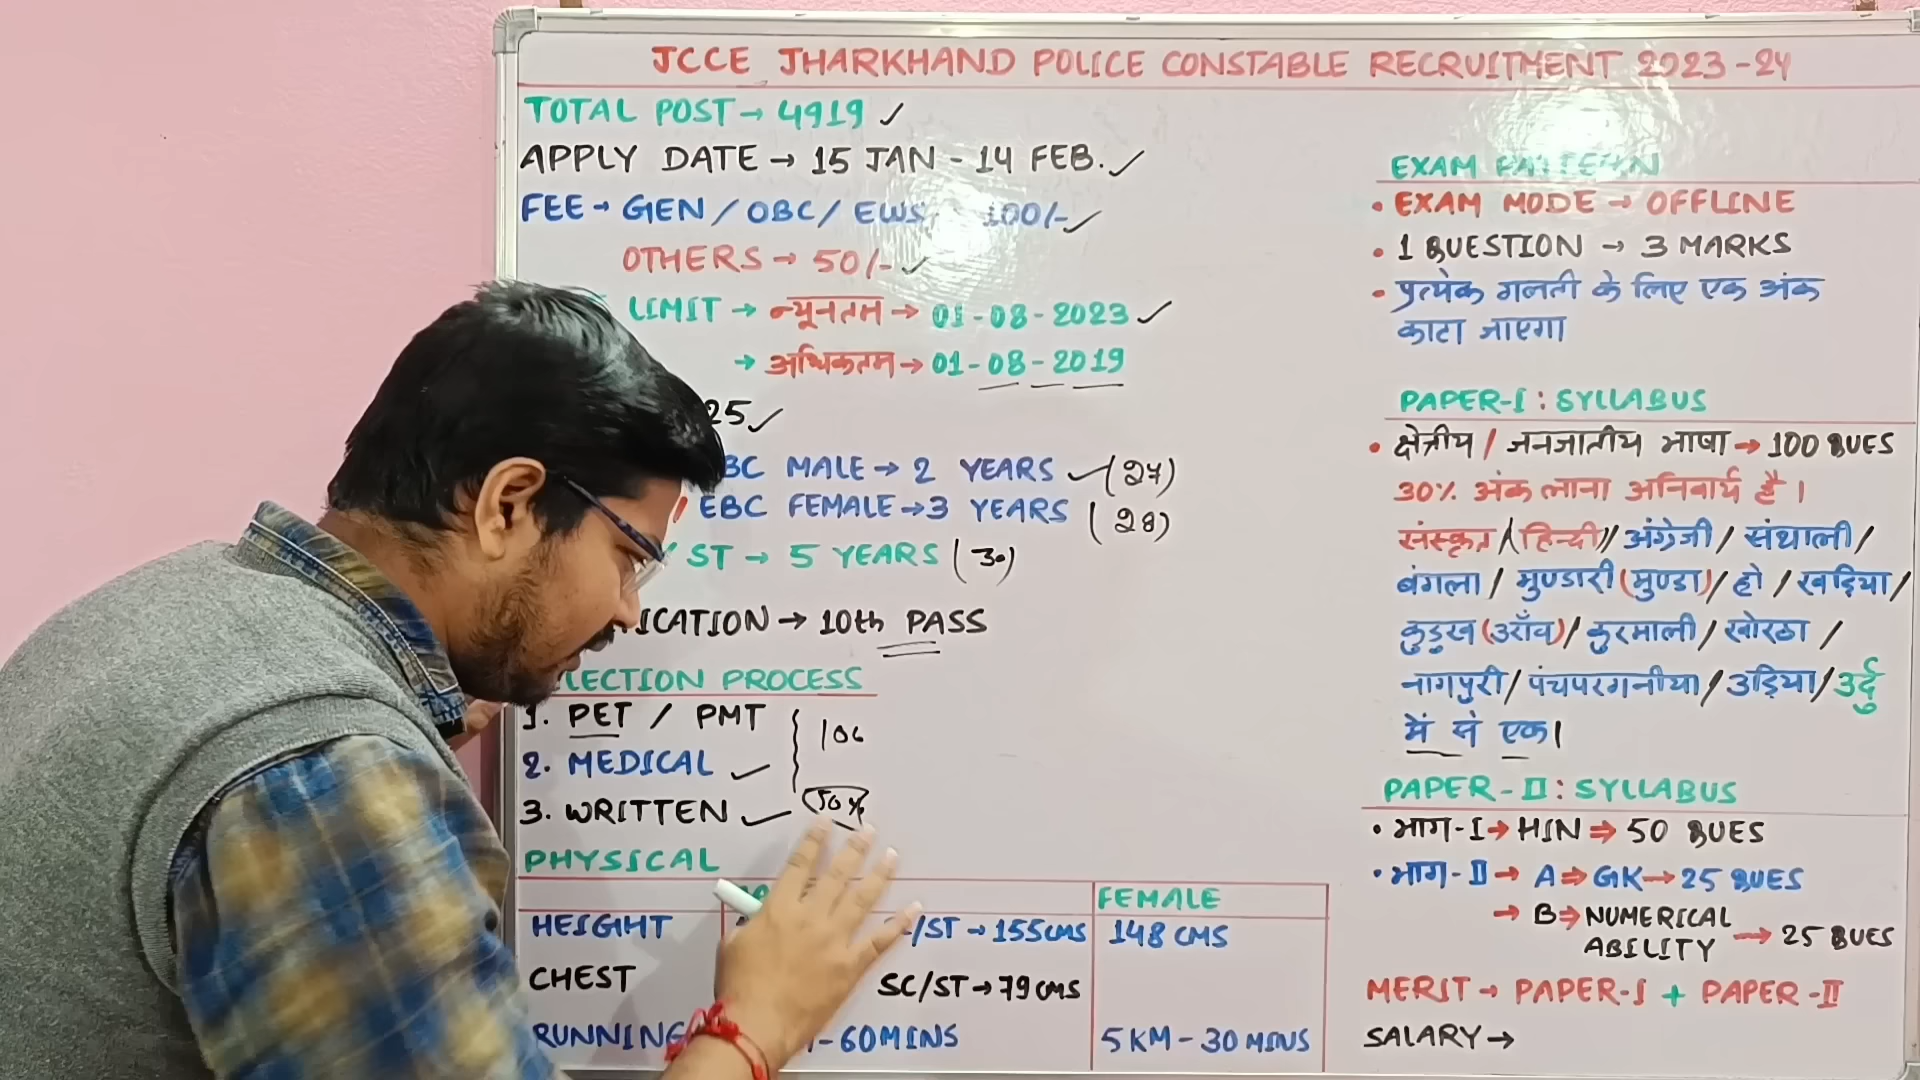 JCCE JHARKHAND POLICE CONSTABLE RECRUITMENT 2023-24
TOTAL POST → 4919 ✓
APPLY DATE → 15 JAN - 14 FEB. ✓
FEE → GEN / OBC / EWS 100/- ✓
OTHERS → 50/- ✓
LIMIT → न्यूनतम → 01-08-2023 ✓
→ अधिकतम → 01-08-2019
25 ✓
BC MALE → 2 YEARS ✓ (27)
/ EBC FEMALE → 3 YEARS (28)
/ ST → 5 YEARS (30)
ICATION → 10th PASS
LECTION PROCESS
1. PET / PMT
2. MEDICAL ✓
3. WRITTEN ✓
PHYSICAL
FEMALE
HEIGHT /ST → 155 CMS 148 CMS
CHEST SC/ST → 79 CMS
RUNNING - 60 MINS 5 KM - 30 MINS
EXAM PATTERN
• EXAM MODE → OFFLINE
• 1 QUESTION → 3 MARKS
• प्रत्येक गलती के लिए एक अंक
काटा जाएगा
PAPER-I : SYLLABUS
• क्षेत्रीय / जनजातीय भाषा → 100 QUES
30% अंक लाना अनिवार्य है।
संस्कृत / हिन्दी / अंग्रेजी / संथाली /
बंगला / मुण्डारी (मुण्डा) / हो / खड़िया /
कुड़ुख (उराँव) / कुरमाली / खोरठा /
नागपुरी / पंचपरगनीया / उड़िया / उर्दु
में से एक।
PAPER-II : SYLLABUS
• भाग-I → HIN ⇒ 50 QUES
• भाग-II → A ⇒ GK → 25 QUES
→ B ⇒ NUMERICAL
ABILITY → 25 QUES
MERIT → PAPER-I + PAPER-II
SALARY →